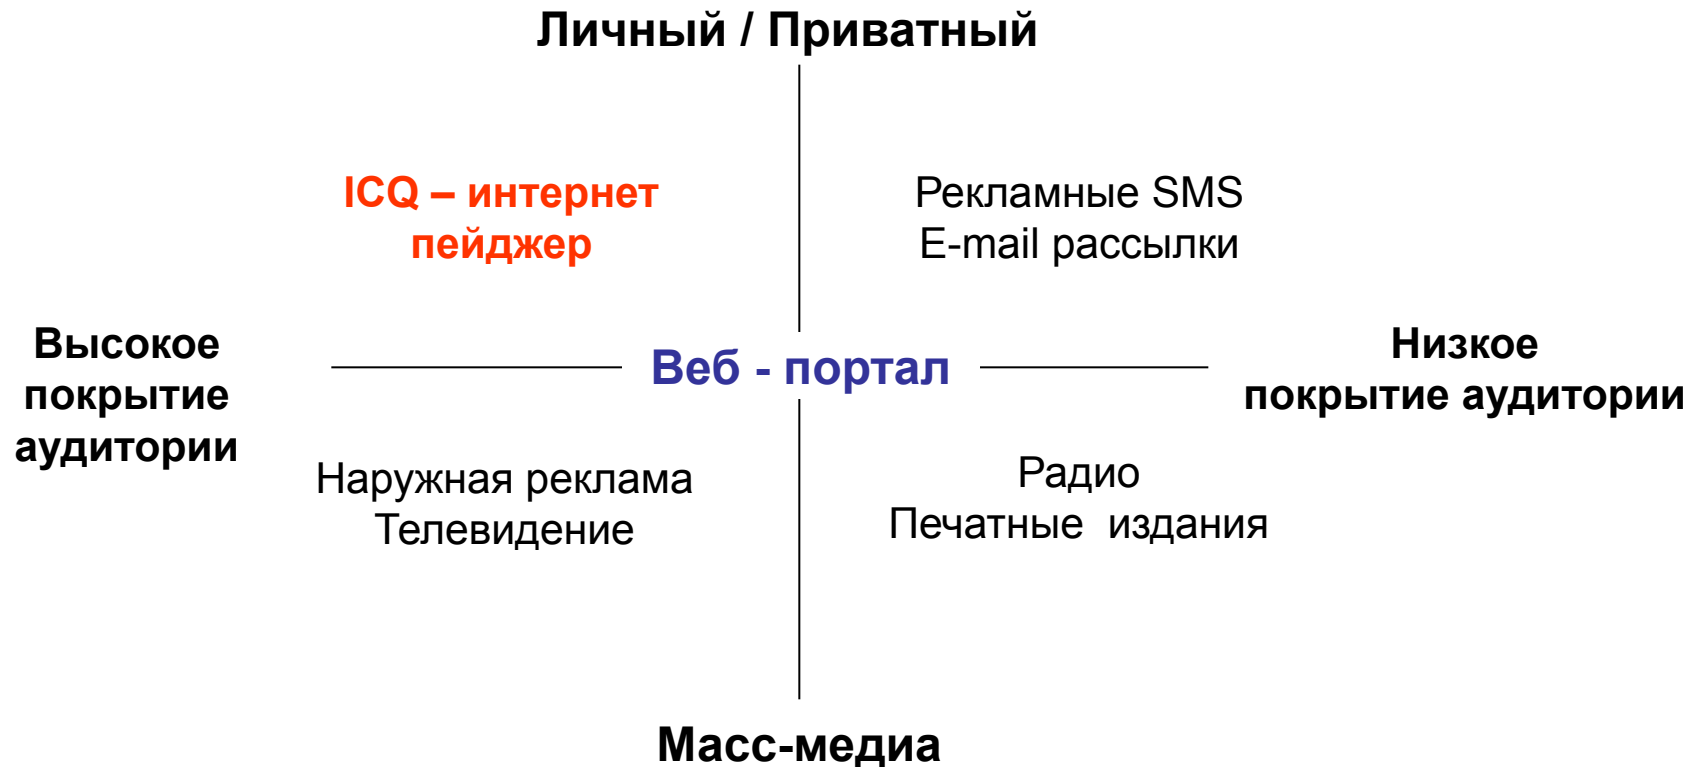 Личный / Приватный
ICQ – интернет
пейджер
Рекламные SMS
E-mail рассылки
Высокое
покрытие
аудитории
Веб - портал
Низкое
покрытие аудитории
Наружная реклама
Телевидение
Радио
Печатные  издания
Масс-медиа